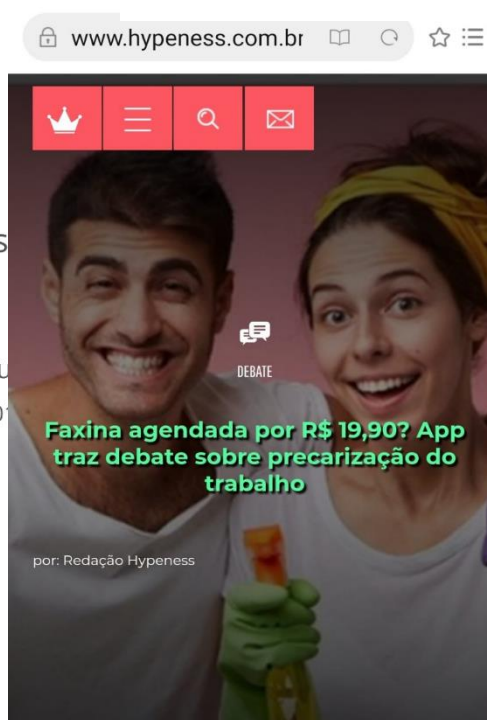 www.hypeness.com.br
DEBATE
Faxina agendada por R$ 19,90? App
traz debate sobre precarização do
trabalho
por: Redação Hypeness